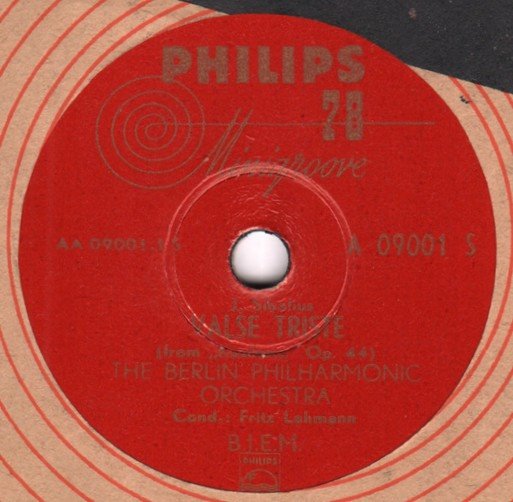 PHILIPS
78
Minigroove
AA 09001.1 S
A 09001 S
J. Sibelius
VALSE TRISTE
(from „ Op. 44)
THE BERLIN PHILHARMONIC
ORCHESTRA
Cond.: Fritz Lehmann
B.I.E.M.
PHILIPS